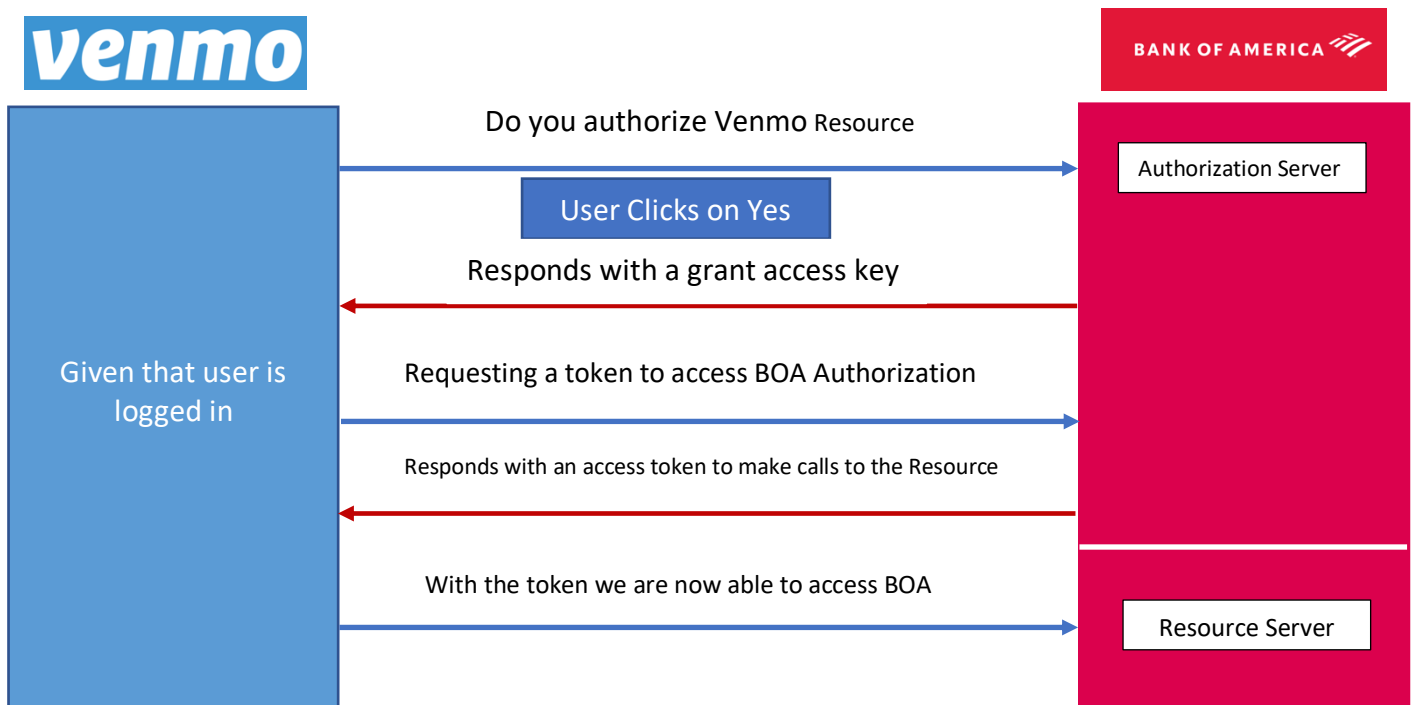 venmo
BANK OF AMERICA
Do you authorize Venmo Resource
Authorization Server
User Clicks on Yes
Responds with a grant access key
Given that user is
logged in
Requesting a token to access BOA Authorization
Responds with an access token to make calls to the Resource
With the token we are now able to access BOA
Resource Server